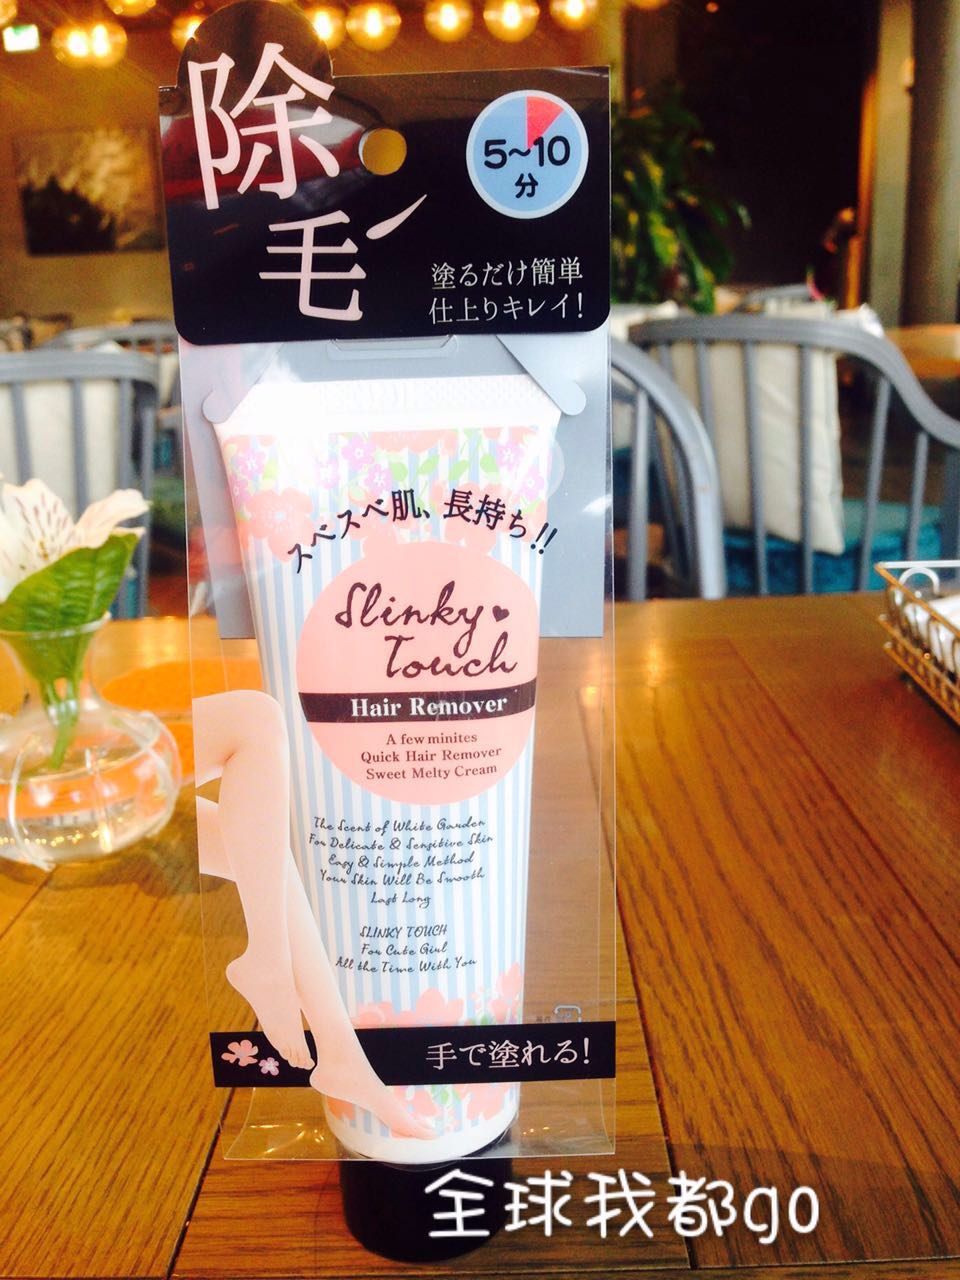 除毛
5~10
分
塗るだけ簡単
仕上りキレイ!
スベスベ肌、長持ち!!
Slinky
Touch
Hair Remover
A few minites
Quick Hair Remover
Sweet Melty Cream
The Scent of White Garden
For Delicate & Sensitive Skin
Easy & Simple Method
Your Skin Will Be Smooth
Last Long
SLINKY TOUCH
For Cute Girl
All the Time With You
手で塗れる!
全球我都go